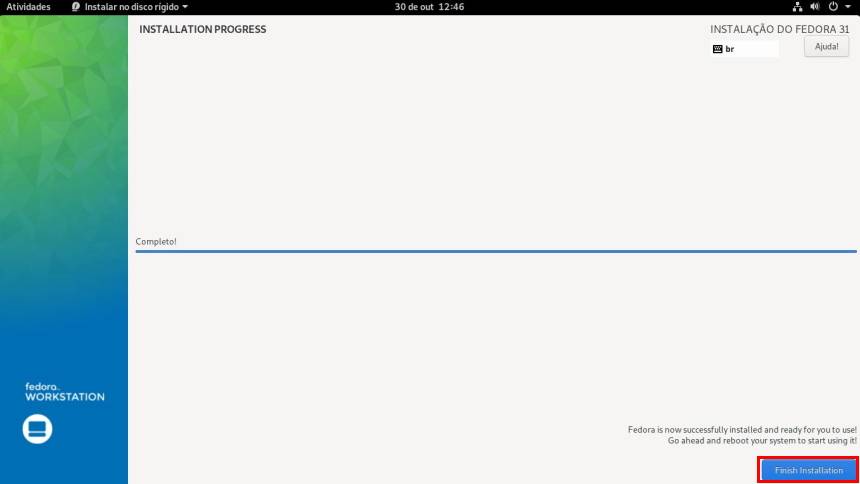 Atividades
Instalar no disco rígido
30 de out 12:46
INSTALLATION PROGRESS
INSTALAÇÃO DO FEDORA 31
br
Ajuda!
Completo!
fedora.
WORKSTATION
Fedora is now successfully installed and ready for you to use!
Go ahead and reboot your system to start using it!
Finish Installation